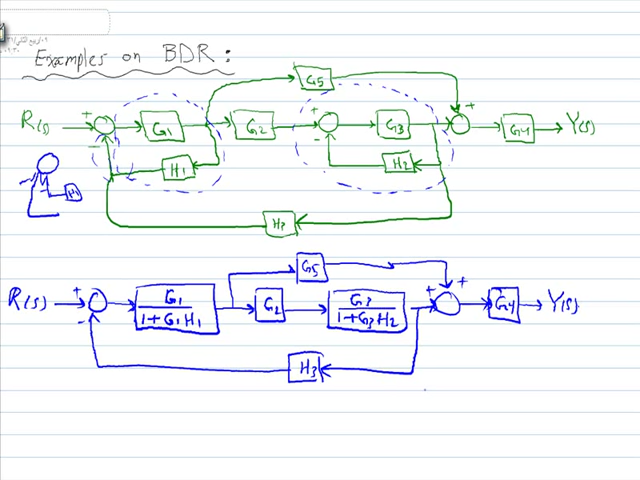 Examples on BDR:
G5
R(s) + G1 G2 + G3 + G4 Y(s)
- -
H1 H2
H3
G5
R(s) + G1 / 1+G1H1 G2 G3 / 1+G3H2 + + G4 Y(s)
-
H3